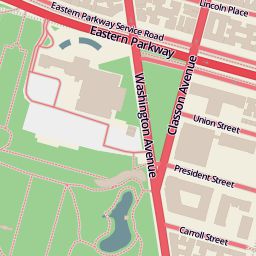 Lincoln Place
Eastern Parkway Service Road
Eastern Parkway
Washington Avenue
Classon Avenue
Union Street
President Street
Carroll Street